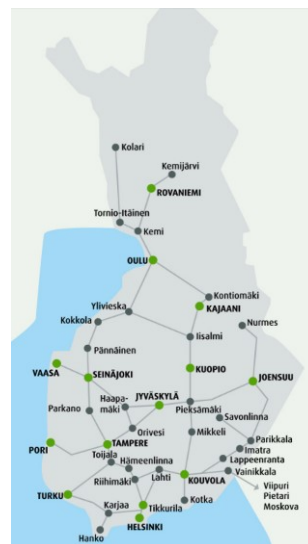 Kolari
Kemijärvi
ROVANIEMI
Tornio-Itäinen
Kemi
OULU
Kontiomäki
KAJAANI
Ylivieska
Nurmes
Kokkola
Iisalmi
Pännäinen
VAASA
SEINÄJOKI
KUOPIO
JOENSUU
Haapa-
mäki
JYVÄSKYLÄ
Parkano
Pieksämäki
Savonlinna
Orivesi
Mikkeli
Parikkala
PORI
TAMPERE
Imatra
Toijala
Hämeenlinna
Lappeenranta
Riihimäki
Lahti
KOUVOLA
Vainikkala
TURKU
Viipuri
Pietari
Moskova
Karjaa
Tikkurila
Kotka
Hanko
HELSINKI